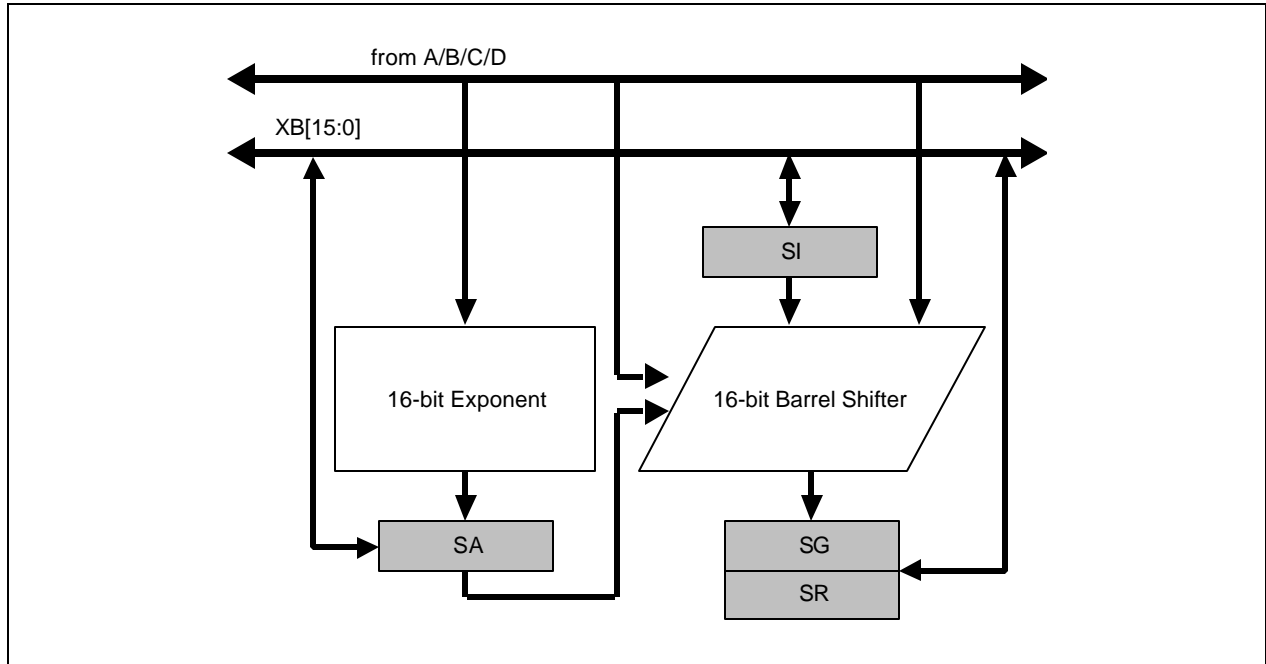 from A/B/C/D
XB[15:0]
SI
16-bit Exponent
16-bit Barrel Shifter
SA
SG
SR